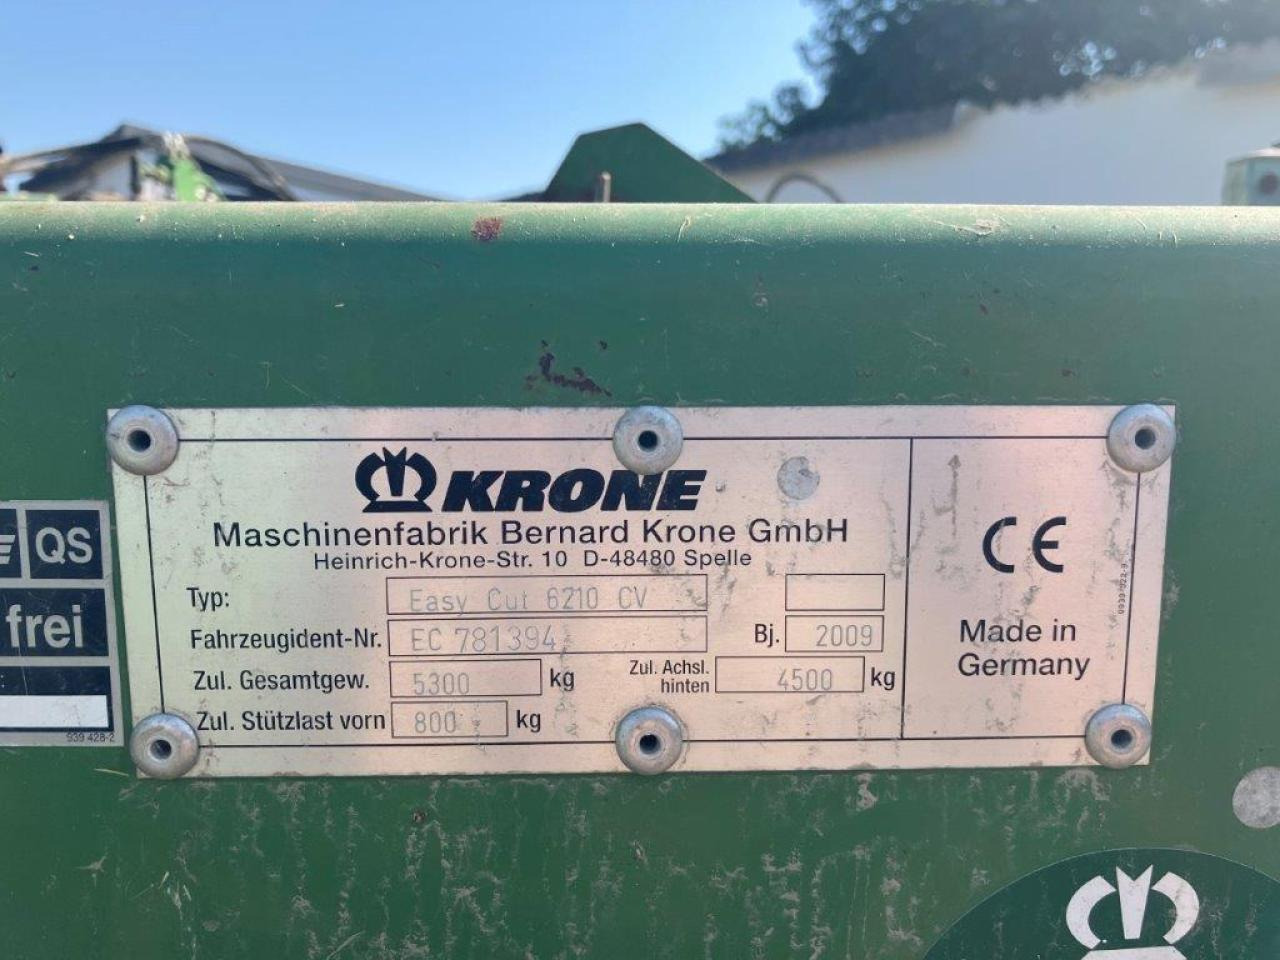 KRONE
Maschinenfabrik Bernard Krone GmbH
Heinrich-Krone-Str. 10 D-48480 Spelle
Typ: Easy Cut 6210 CV
Fahrzeugident-Nr. EC 781394 Bj. 2009
Zul. Gesamtgew. 5300 kg Zul. Achsl. hinten 4500 kg
Zul. Stützlast vorn 800 kg
CE
Made in
Germany
QS
frei
939 428-2